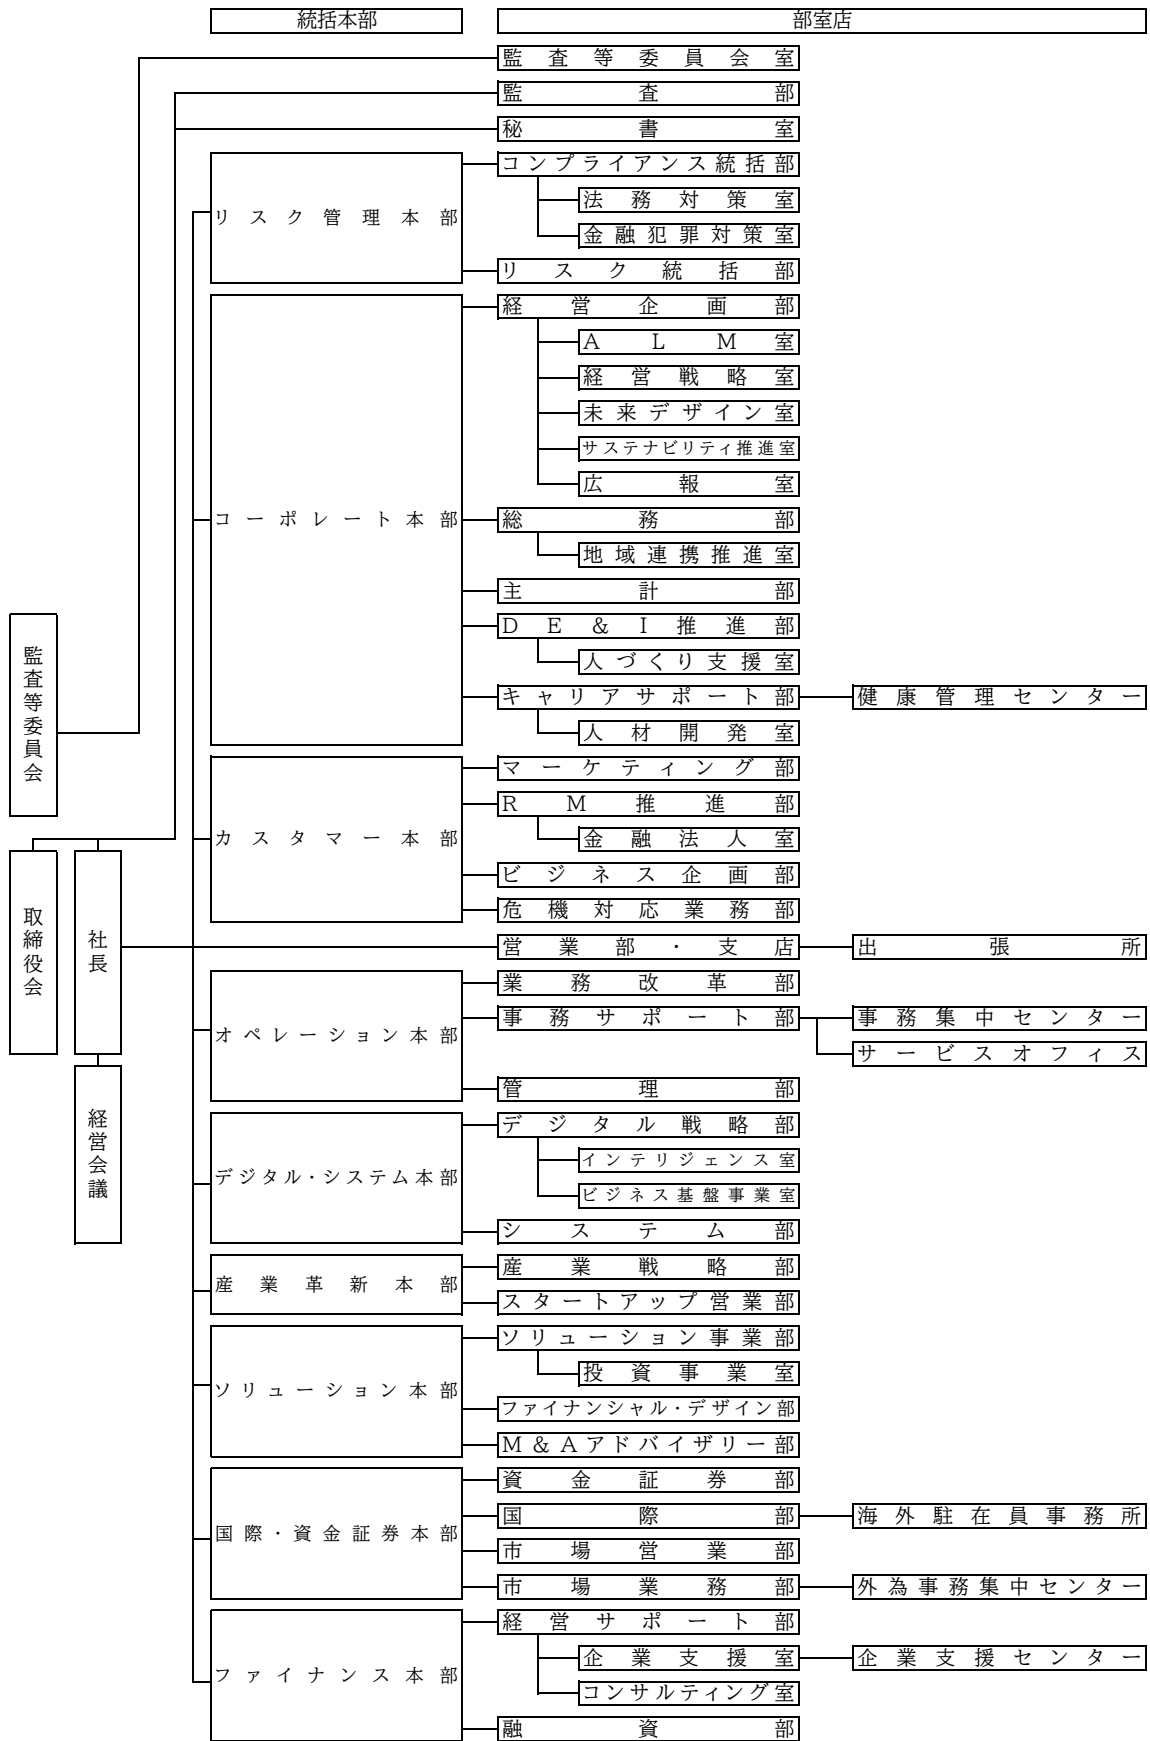 統括本部
部室店
監査等委員会室
監査部
秘書室
リスク管理本部
コンプライアンス統括部
法務対策室
金融犯罪対策室
リスク統括部
コーポレート本部
経営企画部
ALM室
経営戦略室
未来デザイン室
サステナビリティ推進室
広報室
総務部
地域連携推進室
主計部
DE&I推進部
人づくり支援室
キャリアサポート部
健康管理センター
人材開発室
監査等委員会
カスタマー本部
マーケティング部
RM推進部
金融法人室
ビジネス企画部
危機対応業務部
取締役会
社長
経営会議
営業部・支店
出張所
オペレーション本部
業務改革部
事務サポート部
事務集中センター
サービスオフィス
管理部
デジタル・システム本部
デジタル戦略部
インテリジェンス室
ビジネス基盤事業室
システム部
産業革新本部
産業戦略部
スタートアップ営業部
ソリューション本部
ソリューション事業部
投資事業室
ファイナンシャル・デザイン部
M&Aアドバイザリー部
国際・資金証券本部
資金証券部
国際部
海外駐在員事務所
市場営業部
市場業務部
外為事務集中センター
ファイナンス本部
経営サポート部
企業支援室
企業支援センター
コンサルティング室
融資部